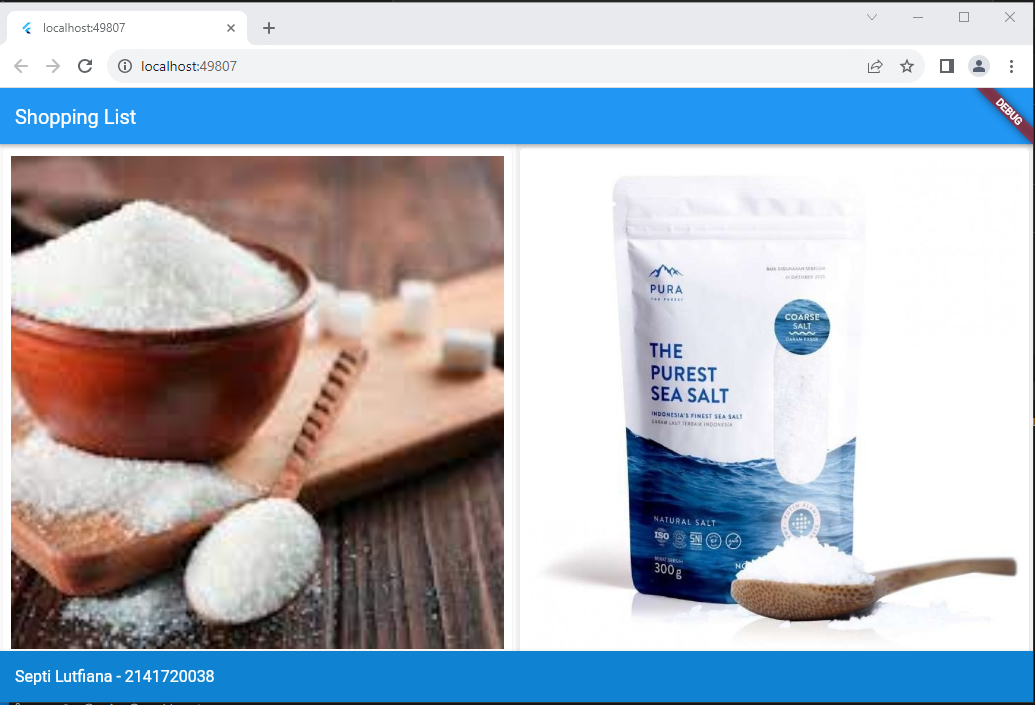 localhost:49807
localhost:49807
Shopping List
DEBUG
PURA
THE PUREST
BAIK DIGUNAKAN SEBELUM
COARSE
SALT
GARAM KASAR
THE
PUREST
SEA SALT
INDONESIA'S FINEST SEA SALT
GARAM LAUT TERBAIK INDONESIA
NATURAL SALT
ISO
SNI
BERAT BERSIH
300g
Septi Lutfiana - 2141720038